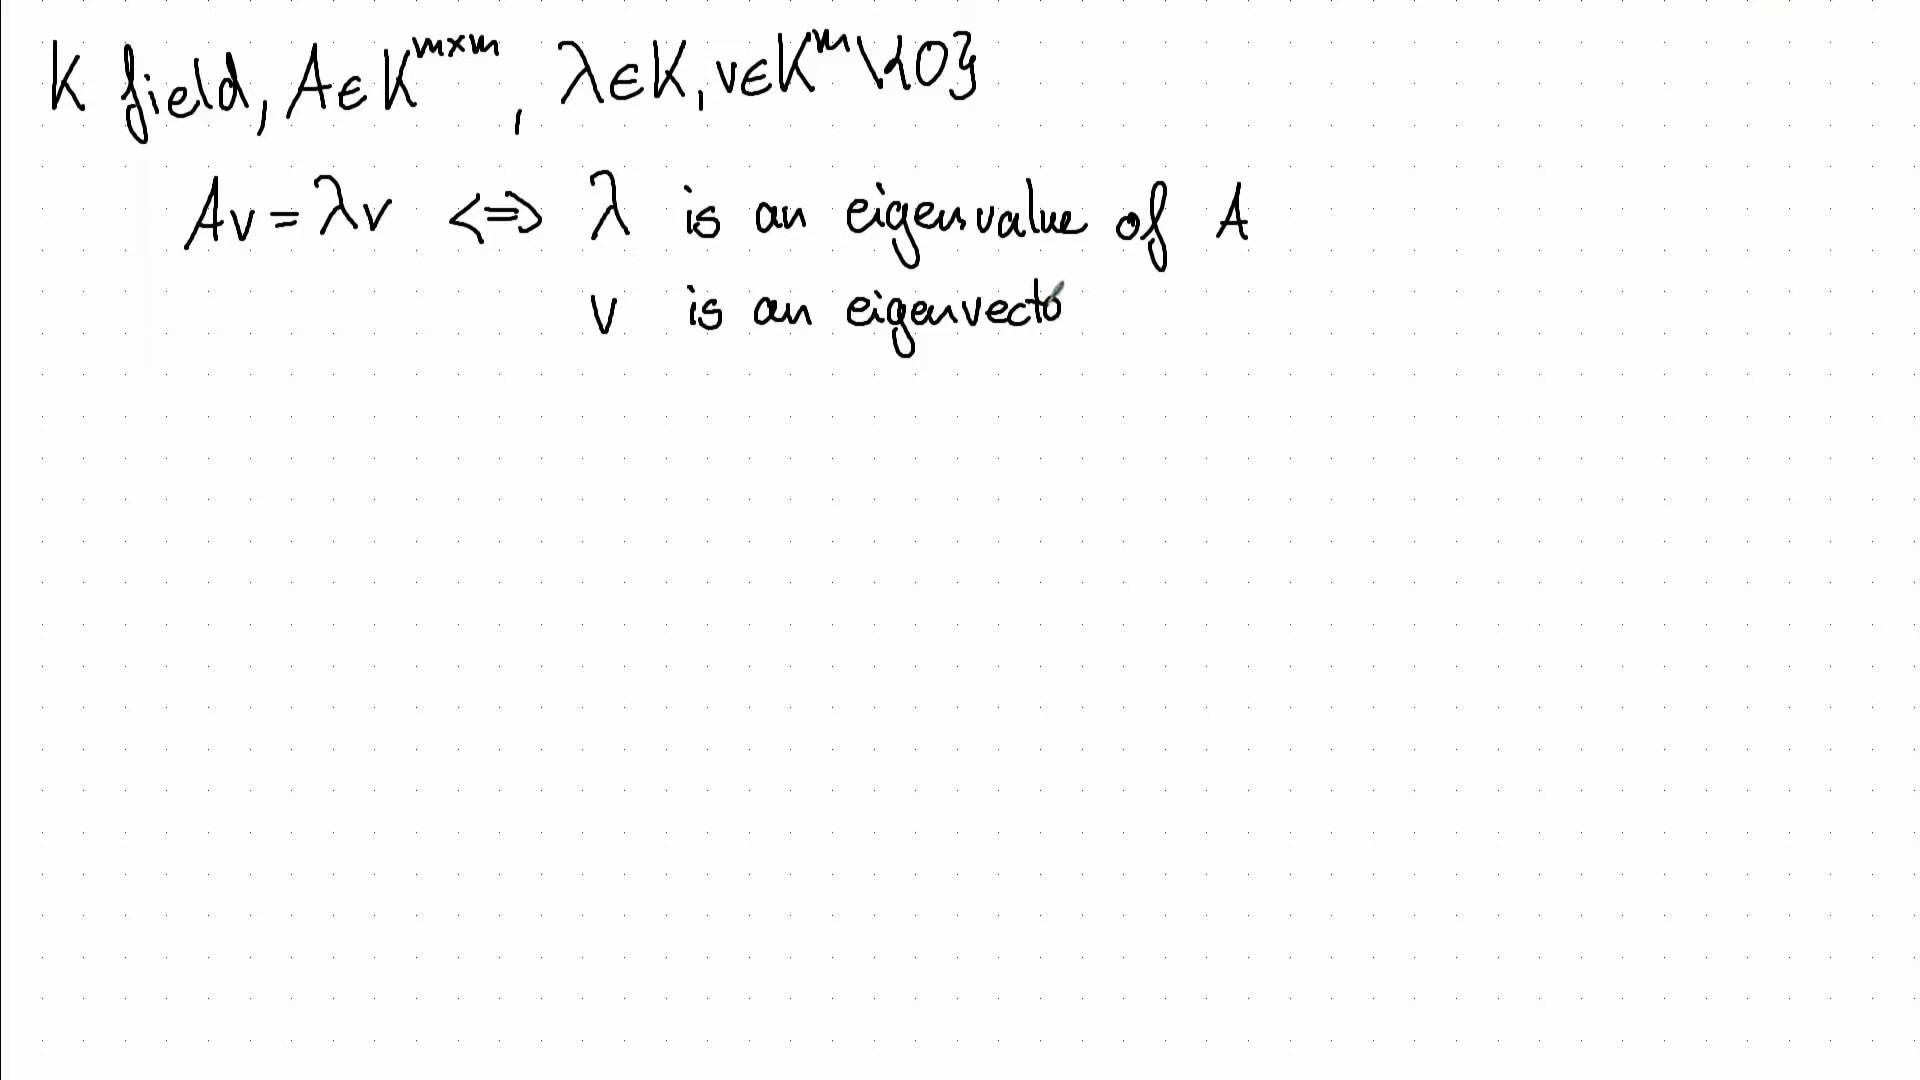 K field, A∈K^{m×m}, λ∈K, v∈K^m\{0}
Av = λv <=> λ is an eigenvalue of A
v is an eigenvecto